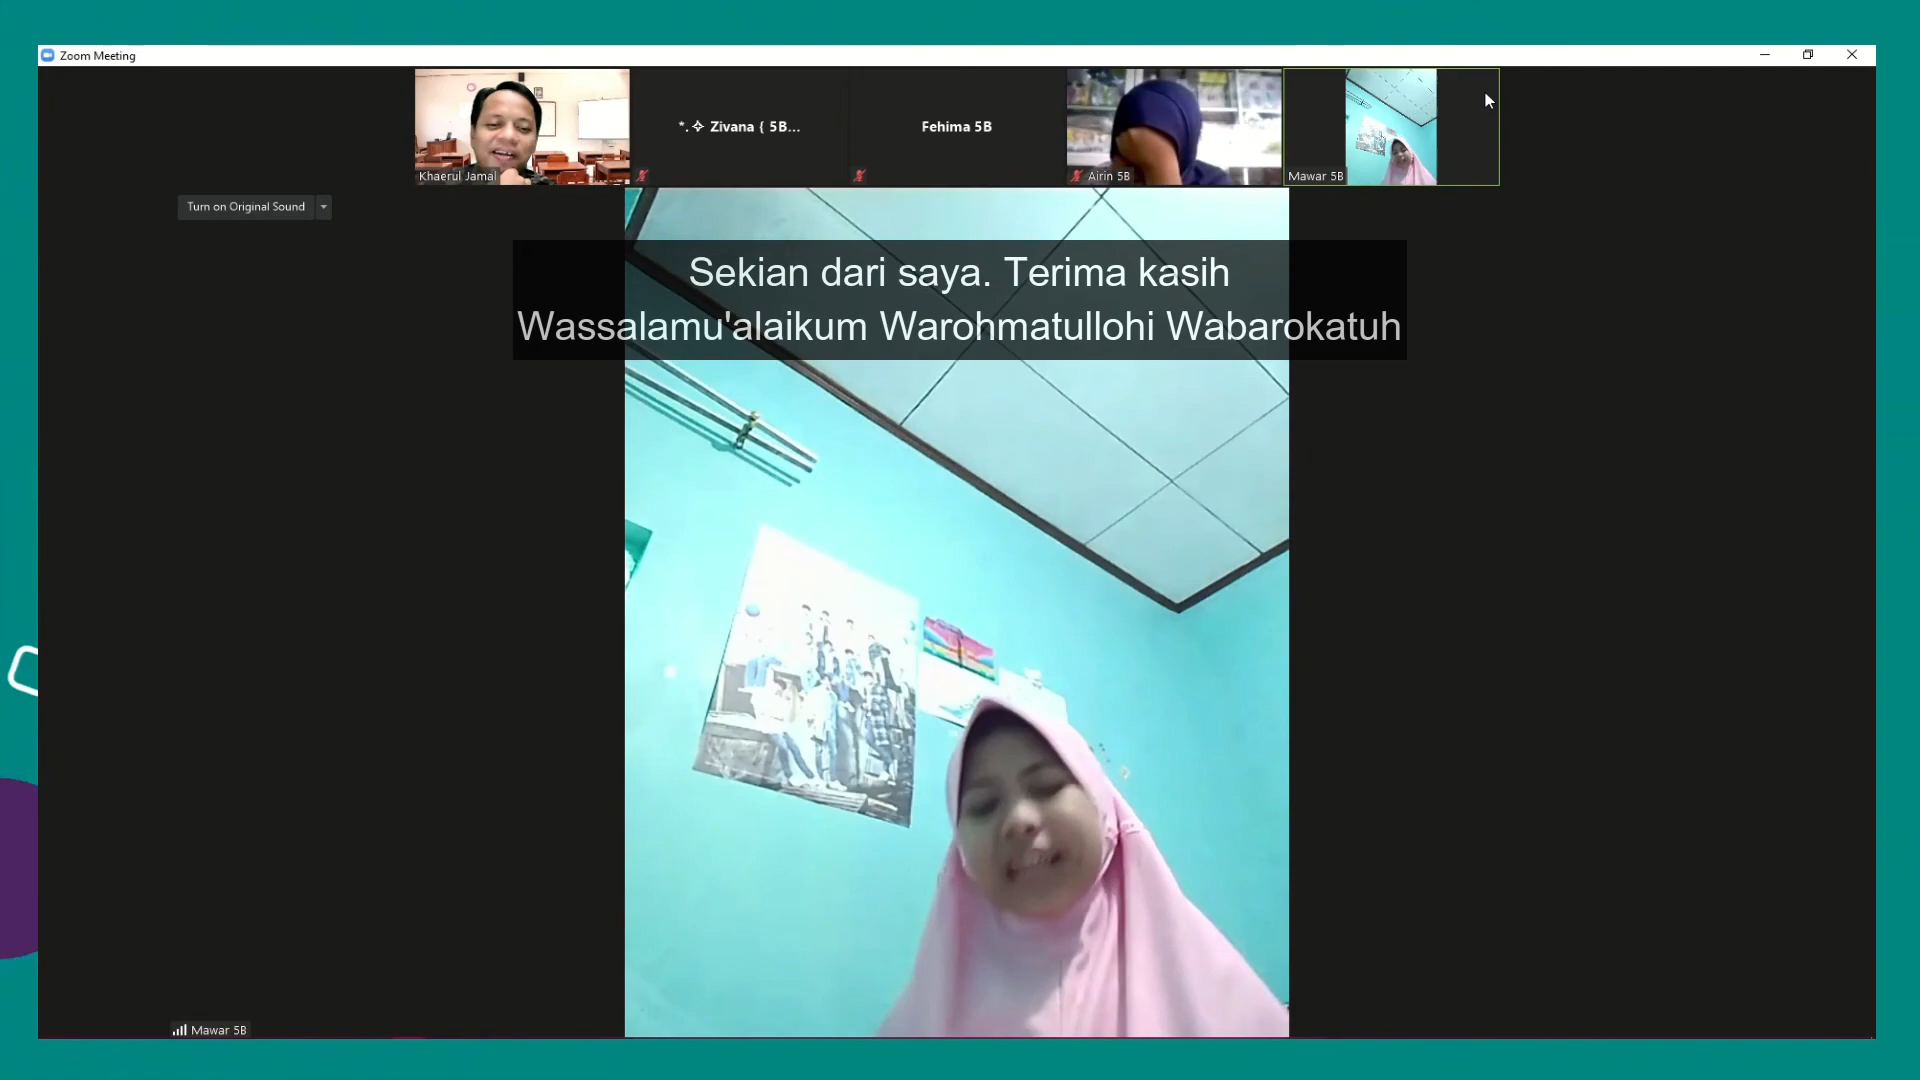 Zoom Meeting
*. ✧ Zivana { 5B...
Fehima 5B
Khaerul Jamal
Airin 5B
Mawar 5B
Turn on Original Sound
Sekian dari saya. Terima kasih
Wassalamu'alaikum Warohmatullohi Wabarokatuh
Mawar 5B